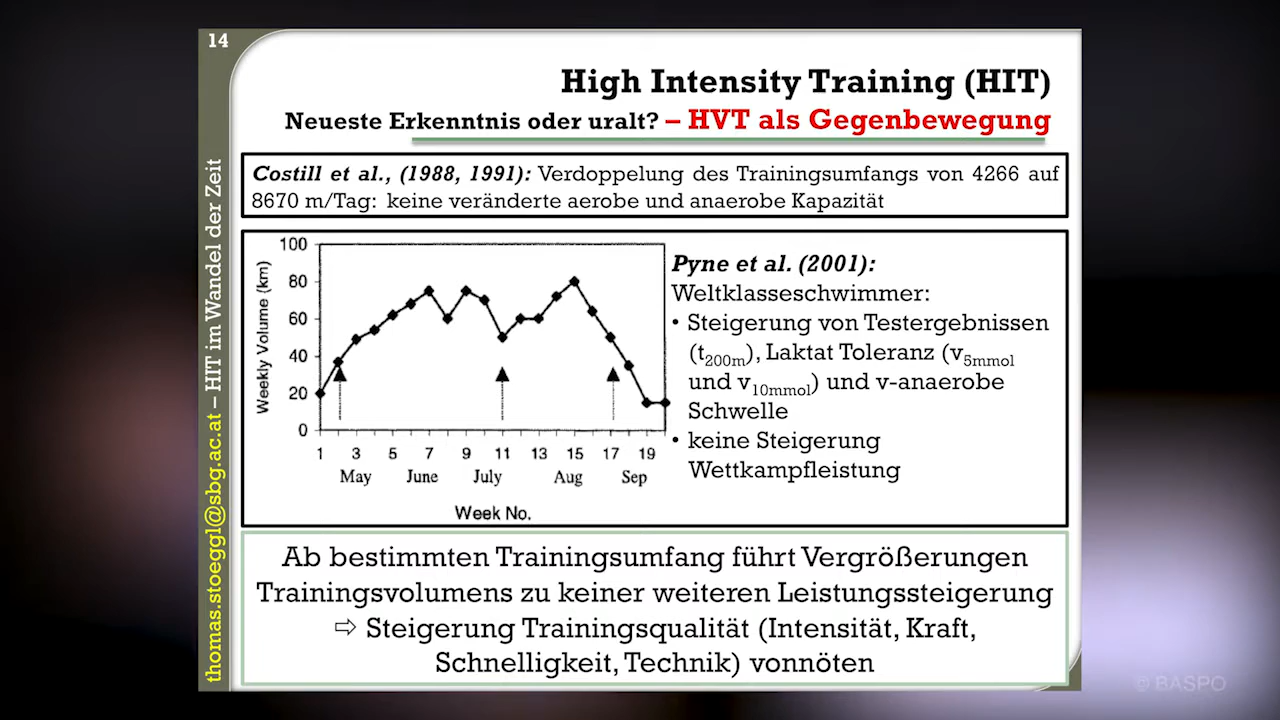 14
High Intensity Training (HIT)
Neueste Erkenntnis oder uralt? – HVT als Gegenbewegung
thomas.stoeggl@sbg.ac.at – HIT im Wandel der Zeit
Costill et al., (1988, 1991): Verdoppelung des Trainingsumfangs von 4266 auf
8670 m/Tag: keine veränderte aerobe und anaerobe Kapazität
Weekly Volume (km)
100
80
60
40
20
0
1 3 5 7 9 11 13 15 17 19
May June July Aug Sep
Week No.
Pyne et al. (2001):
Weltklasseschwimmer:
• Steigerung von Testergebnissen
(t200m), Laktat Toleranz (v5mmol
und v10mmol) und v-anaerobe
Schwelle
• keine Steigerung
Wettkampfleistung
Ab bestimmten Trainingsumfang führt Vergrößerungen
Trainingsvolumens zu keiner weiteren Leistungssteigerung
⇨ Steigerung Trainingsqualität (Intensität, Kraft,
Schnelligkeit, Technik) vonnöten
© BASPO